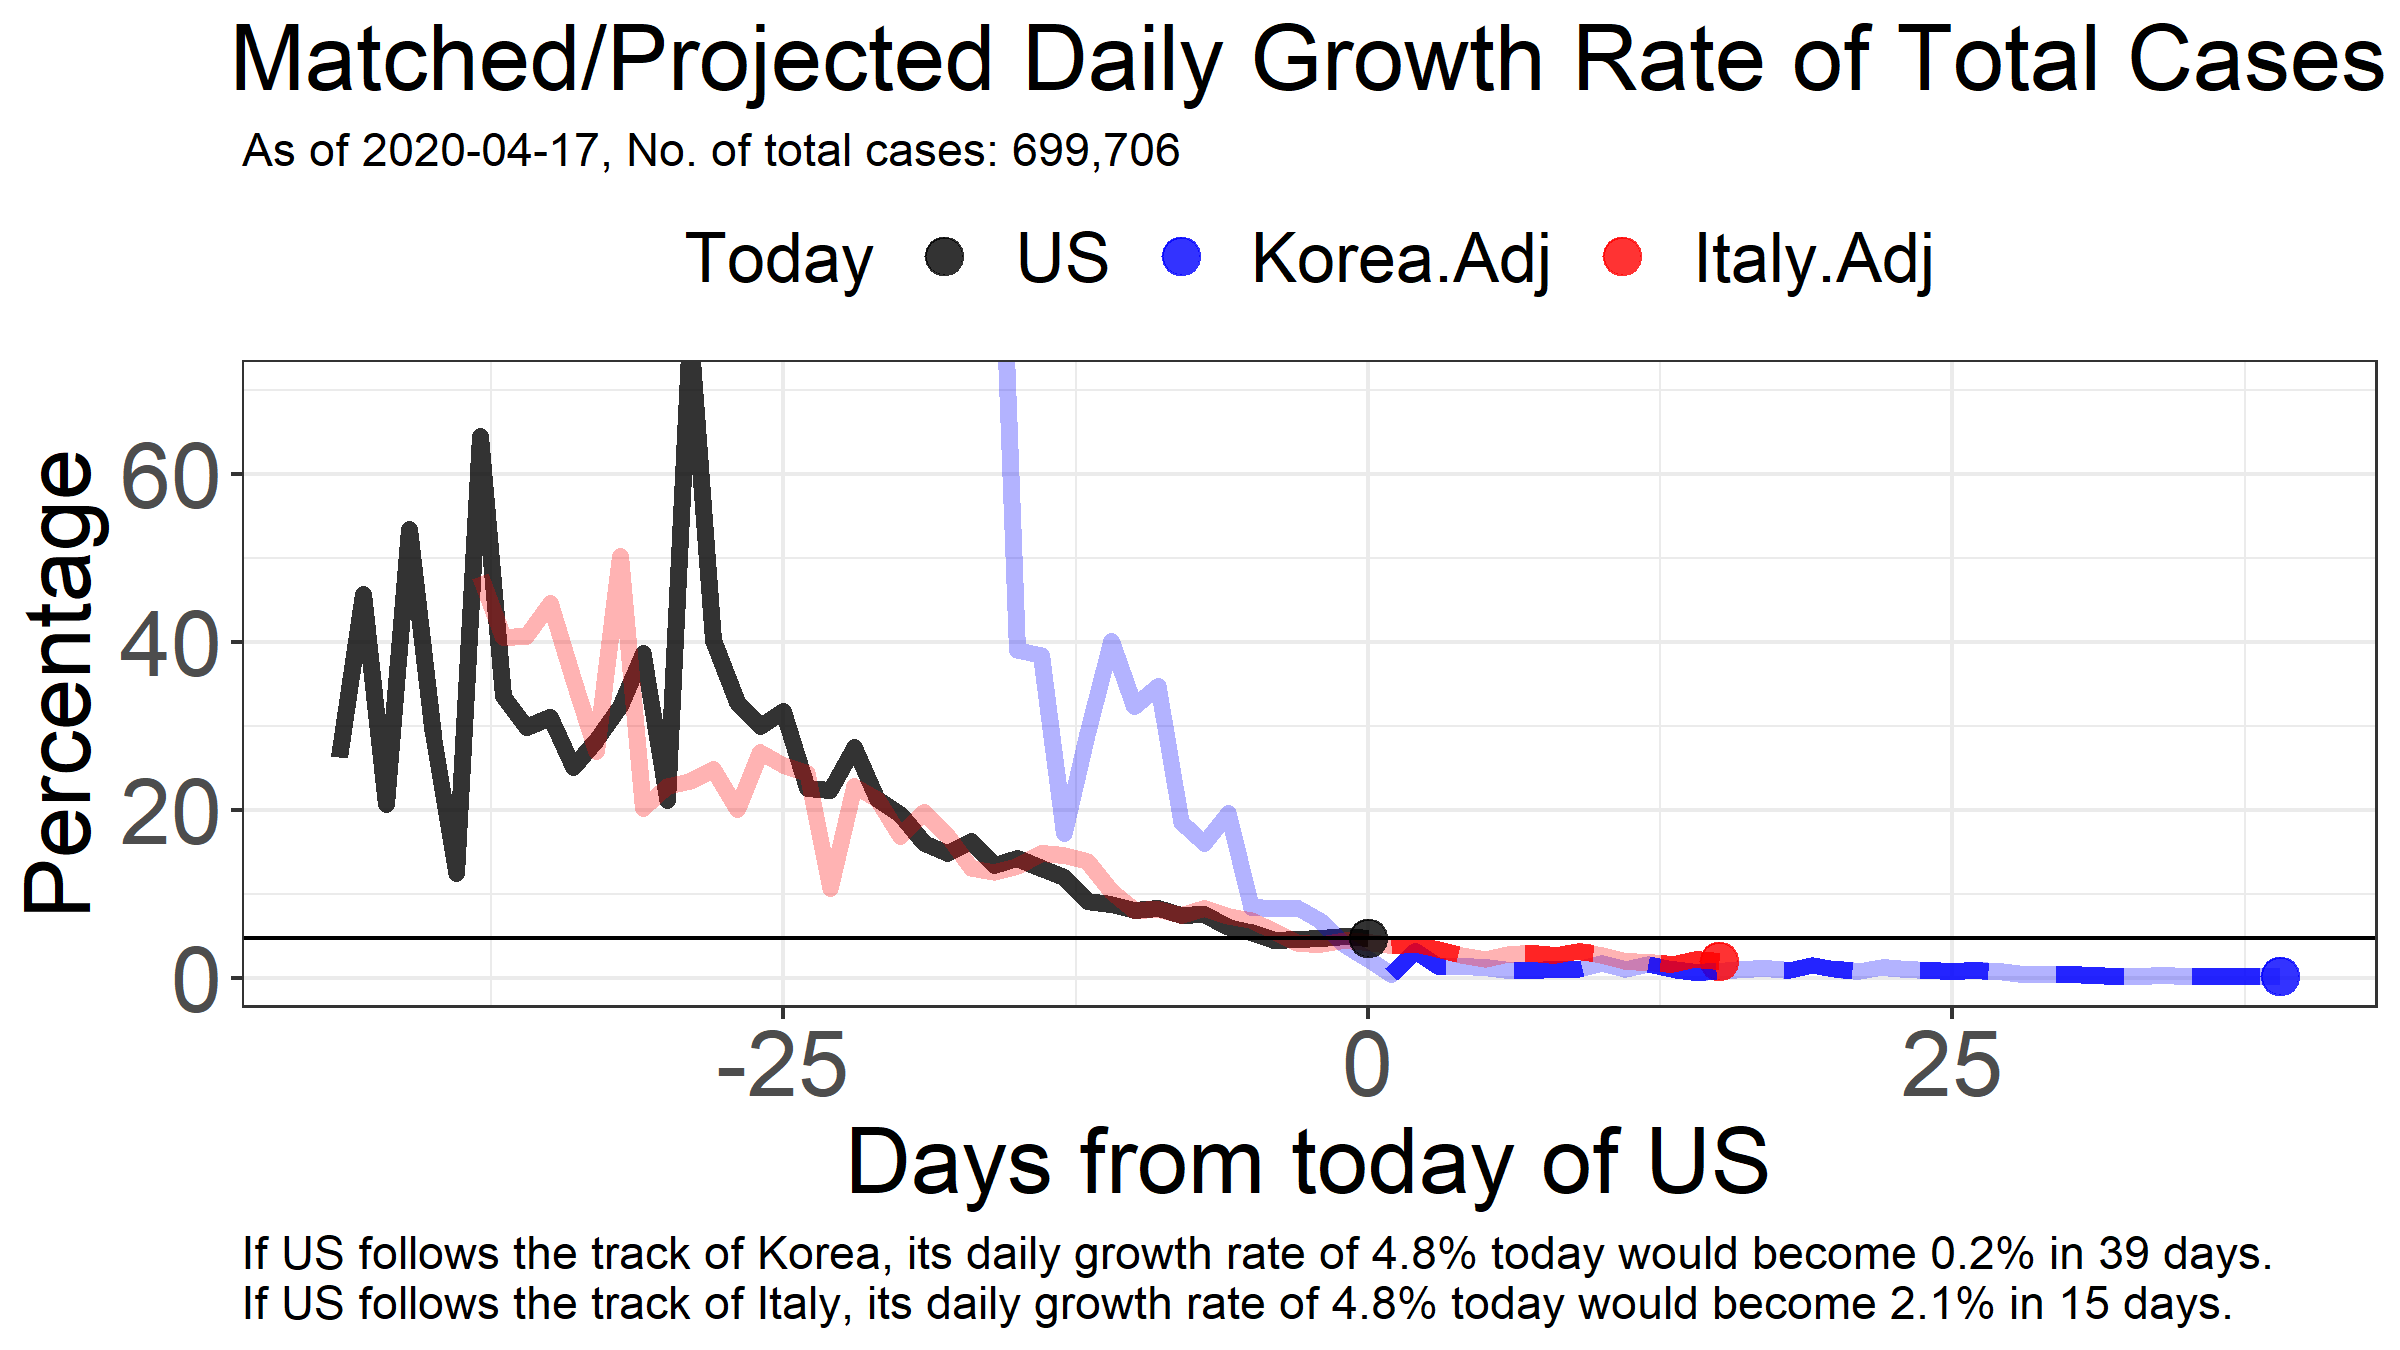 Matched/Projected Daily Growth Rate of Total Cases
As of 2020-04-17, No. of total cases: 699,706
Today US Korea.Adj Italy.Adj
Percentage
60
40
20
0
-25 0 25
Days from today of US
If US follows the track of Korea, its daily growth rate of 4.8% today would become 0.2% in 39 days.
If US follows the track of Italy, its daily growth rate of 4.8% today would become 2.1% in 15 days.